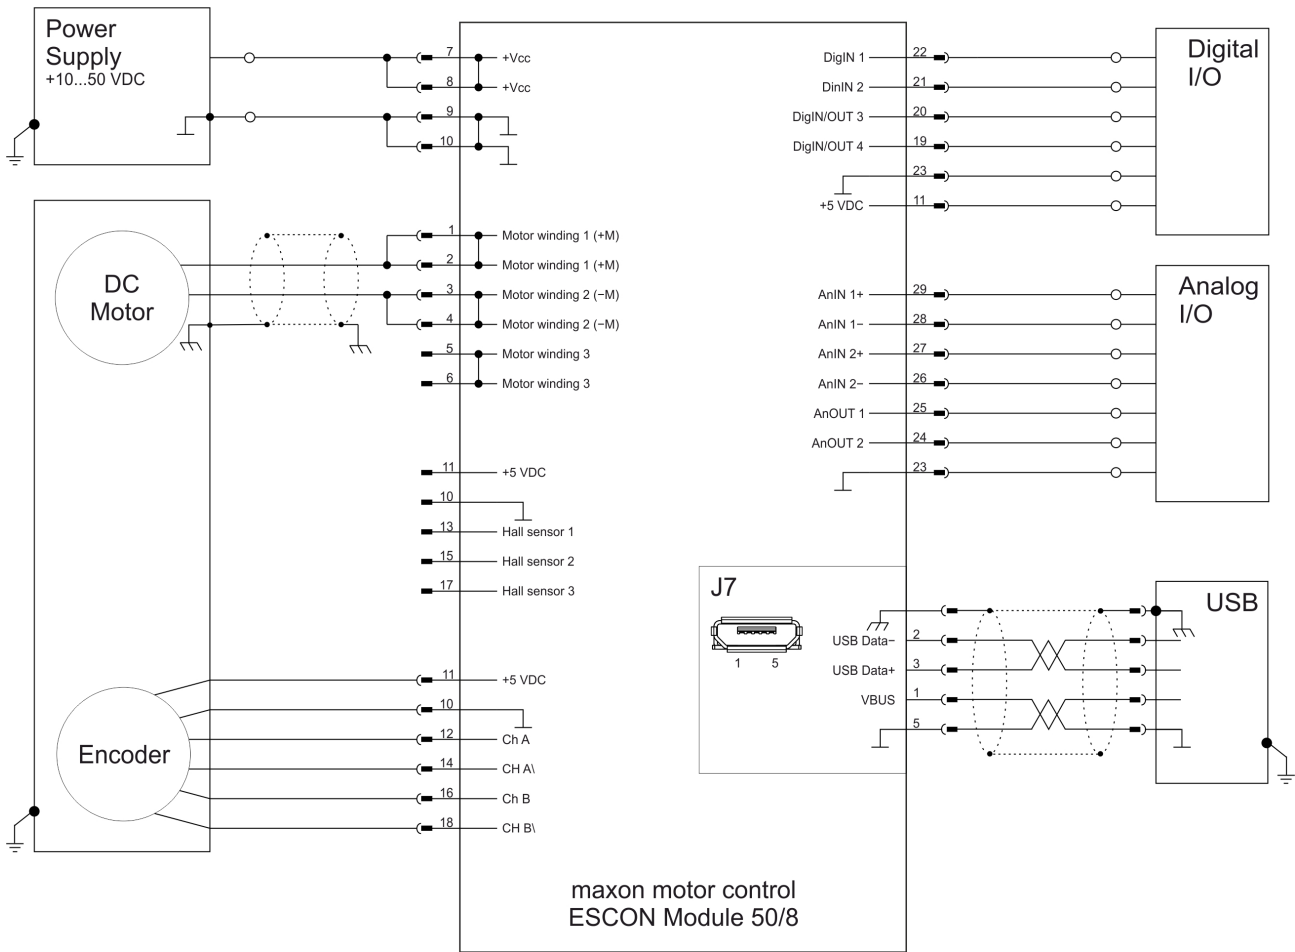 Power
Supply
+10...50 VDC
7 +Vcc
8 +Vcc
9
10
DC
Motor
1 Motor winding 1 (+M)
2 Motor winding 1 (+M)
3 Motor winding 2 (−M)
4 Motor winding 2 (−M)
5 Motor winding 3
6 Motor winding 3
11 +5 VDC
10
13 Hall sensor 1
15 Hall sensor 2
17 Hall sensor 3
Encoder
11 +5 VDC
10
12 Ch A
14 CH A\
16 Ch B
18 CH B\
DigIN 1 22
DinIN 2 21
DigIN/OUT 3 20
DigIN/OUT 4 19
23
+5 VDC 11
Digital
I/O
AnIN 1+ 29
AnIN 1− 28
AnIN 2+ 27
AnIN 2− 26
AnOUT 1 25
AnOUT 2 24
23
Analog
I/O
J7
1 5
USB Data− 2
USB Data+ 3
VBUS 1
5
USB
maxon motor control
ESCON Module 50/8